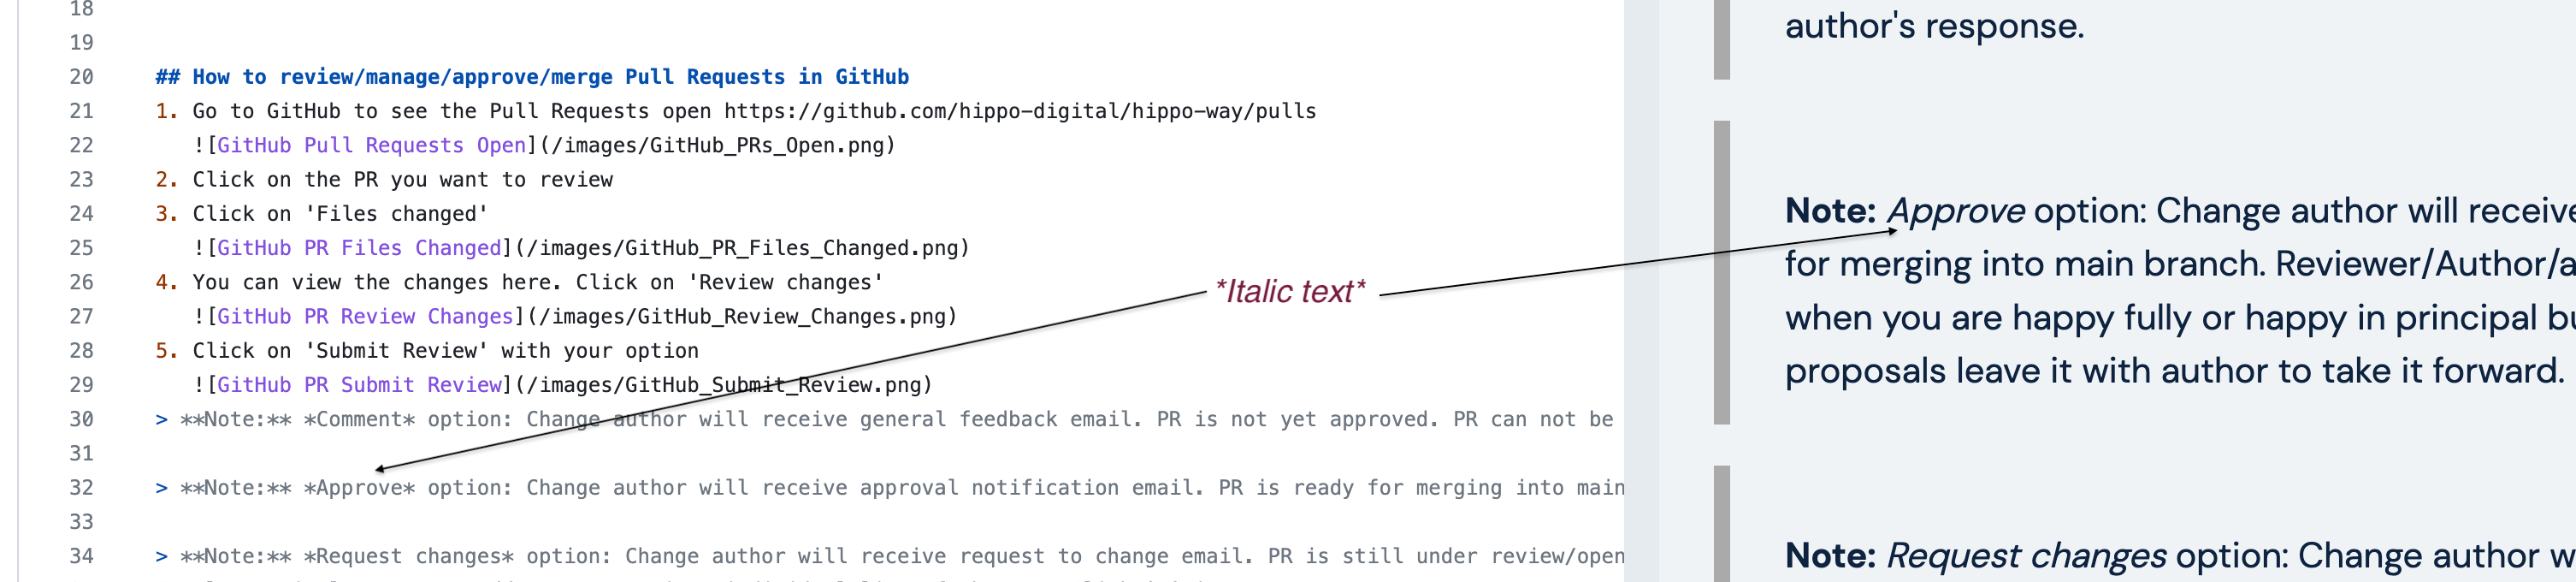 18
19
20 ## How to review/manage/approve/merge Pull Requests in GitHub
21 1. Go to GitHub to see the Pull Requests open https://github.com/hippo-digital/hippo-way/pulls
22 ![GitHub Pull Requests Open](/images/GitHub_PRs_Open.png)
23 2. Click on the PR you want to review
24 3. Click on 'Files changed'
25 ![GitHub PR Files Changed](/images/GitHub_PR_Files_Changed.png)
26 4. You can view the changes here. Click on 'Review changes'
27 ![GitHub PR Review Changes](/images/GitHub_Review_Changes.png)
28 5. Click on 'Submit Review' with your option
29 ![GitHub PR Submit Review](/images/GitHub_Submit_Review.png)
30 > **Note:** *Comment* option: Change author will receive general feedback email. PR is not yet approved. PR can not be
31
32 > **Note:** *Approve* option: Change author will receive approval notification email. PR is ready for merging into main
33
34 > **Note:** *Request changes* option: Change author will receive request to change email. PR is still under review/open
*Italic text*
author's response.
Note: Approve option: Change author will receive
for merging into main branch. Reviewer/Author/a
when you are happy fully or happy in principal bu
proposals leave it with author to take it forward.
Note: Request changes option: Change author w